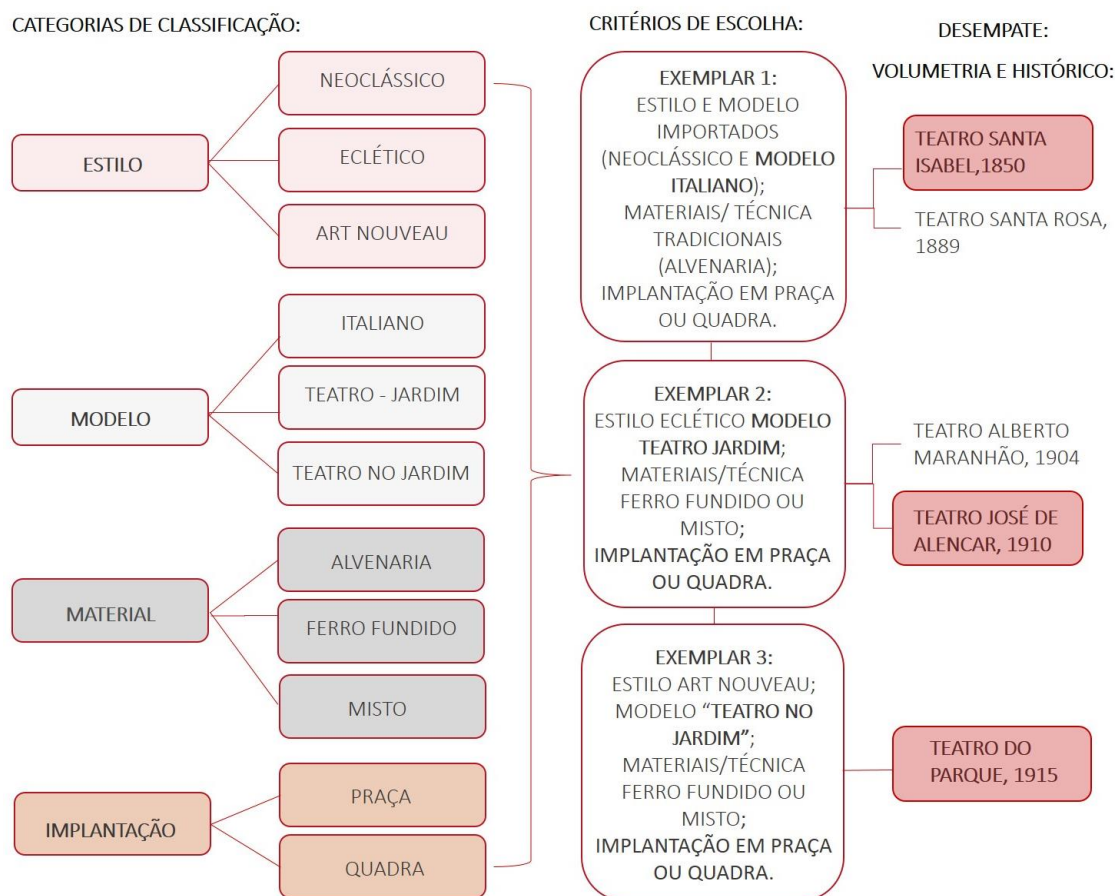 CATEGORIAS DE CLASSIFICAÇÃO:
ESTILO
NEOCLÁSSICO
ECLÉTICO
ART NOUVEAU
MODELO
ITALIANO
TEATRO - JARDIM
TEATRO NO JARDIM
MATERIAL
ALVENARIA
FERRO FUNDIDO
MISTO
IMPLANTAÇÃO
PRAÇA
QUADRA
CRITÉRIOS DE ESCOLHA:
EXEMPLAR 1:
ESTILO E MODELO
IMPORTADOS
(NEOCLÁSSICO E MODELO
ITALIANO);
MATERIAIS/ TÉCNICA
TRADICIONAIS
(ALVENARIA);
IMPLANTAÇÃO EM PRAÇA
OU QUADRA.
EXEMPLAR 2:
ESTILO ECLÉTICO MODELO
TEATRO JARDIM;
MATERIAIS/TÉCNICA
FERRO FUNDIDO OU
MISTO;
IMPLANTAÇÃO EM PRAÇA
OU QUADRA.
EXEMPLAR 3:
ESTILO ART NOUVEAU;
MODELO “TEATRO NO
JARDIM”;
MATERIAIS/TÉCNICA
FERRO FUNDIDO OU
MISTO;
IMPLANTAÇÃO EM PRAÇA
OU QUADRA.
DESEMPATE:
VOLUMETRIA E HISTÓRICO:
TEATRO SANTA
ISABEL,1850
TEATRO SANTA ROSA,
1889
TEATRO ALBERTO
MARANHÃO, 1904
TEATRO JOSÉ DE
ALENCAR, 1910
TEATRO DO
PARQUE, 1915